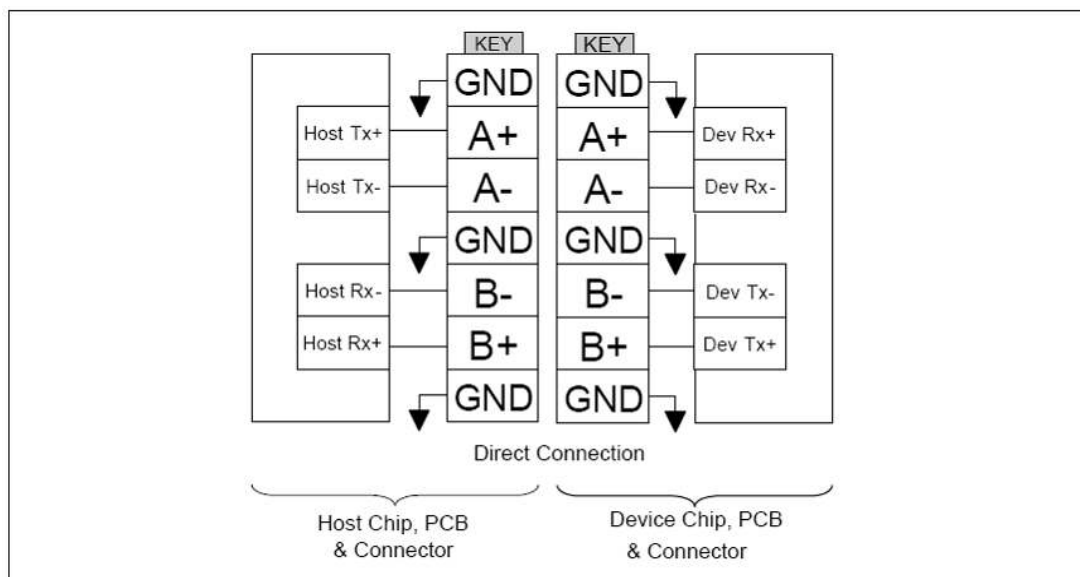 KEY KEY
GND GND
Host Tx+ A+ A+ Dev Rx+
Host Tx- A- A- Dev Rx-
GND GND
Host Rx- B- B- Dev Tx-
Host Rx+ B+ B+ Dev Tx+
GND GND
Direct Connection
Host Chip, PCB
& Connector
Device Chip, PCB
& Connector